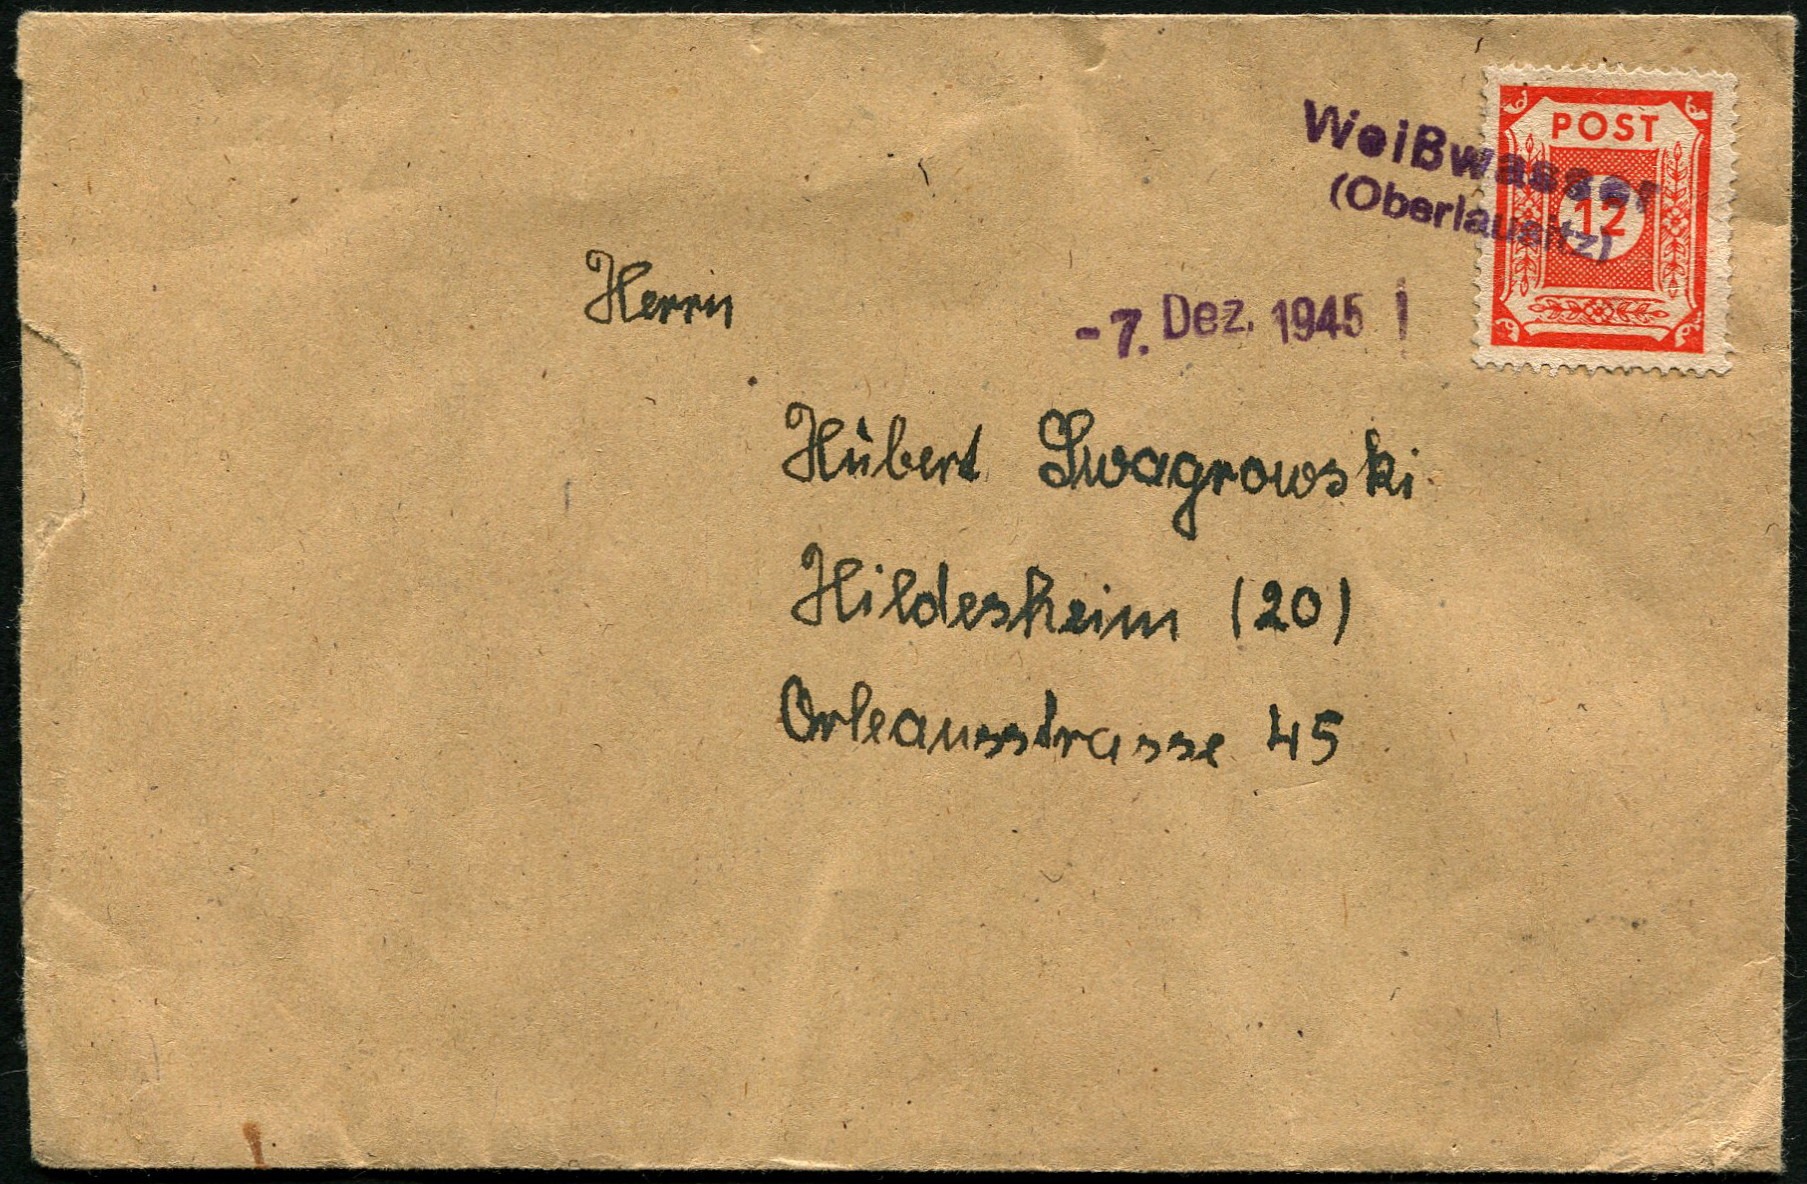 Weißwasser
(Oberlausitz)
POST
12
-7. Dez. 1945
Herrn
Hubert Swagrowski
Hildesheim (20)
Orleansstrasse 45